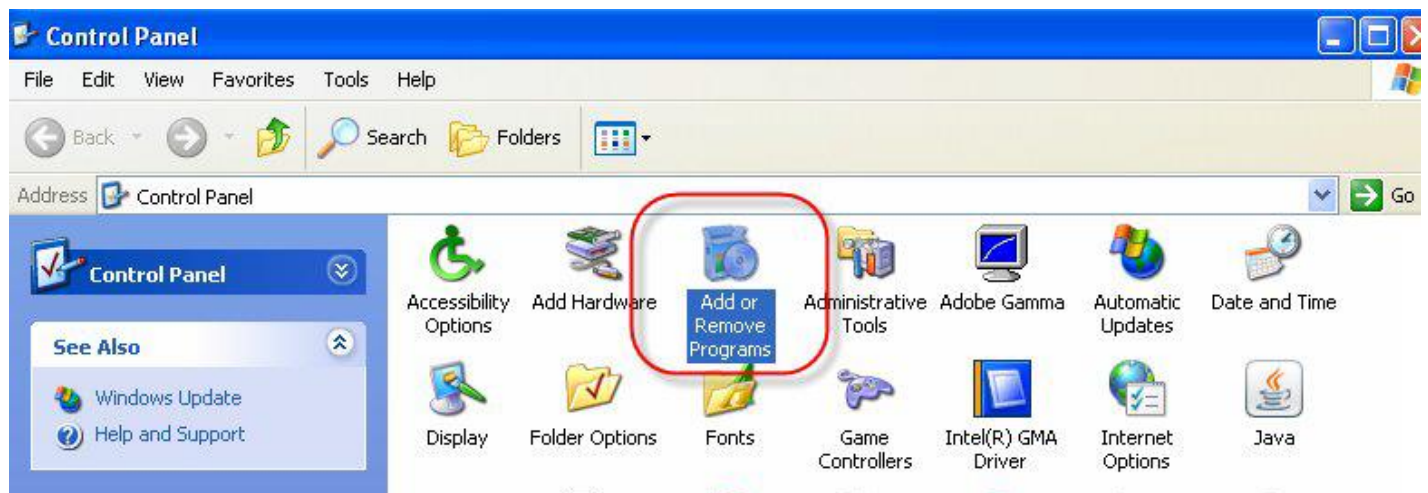 Control Panel
File Edit View Favorites Tools Help
Back Search Folders
Address Control Panel Go
Control Panel
See Also
Windows Update
Help and Support
Accessibility
Options
Add Hardware
Add or
Remove
Programs
Administrative
Tools
Adobe Gamma
Automatic
Updates
Date and Time
Display
Folder Options
Fonts
Game
Controllers
Intel(R) GMA
Driver
Internet
Options
Java